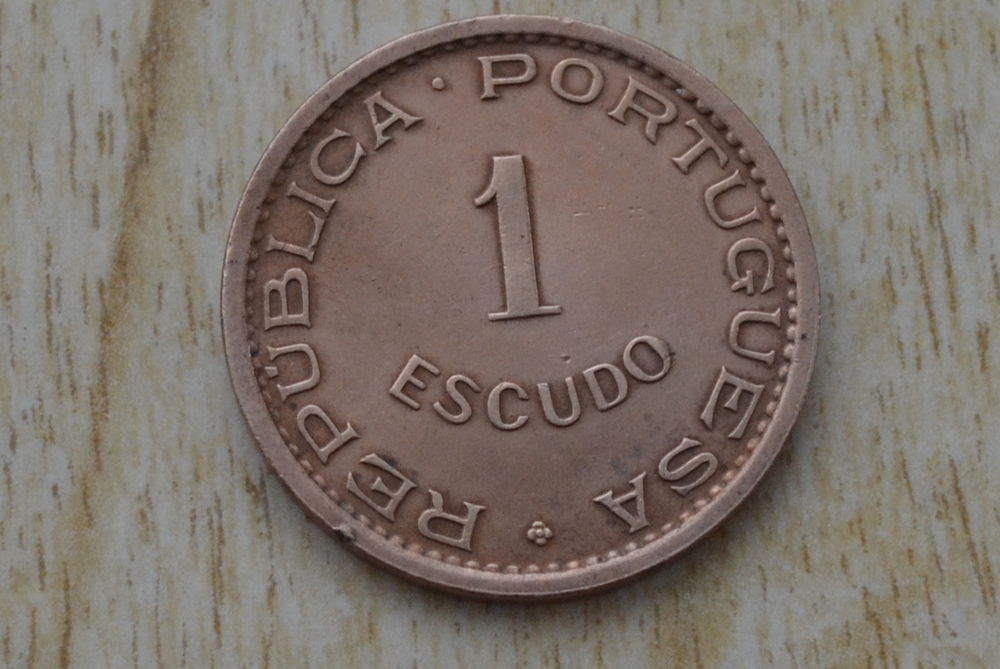 REPÚBLICA · PORTUGUESA
1
ESCUDO